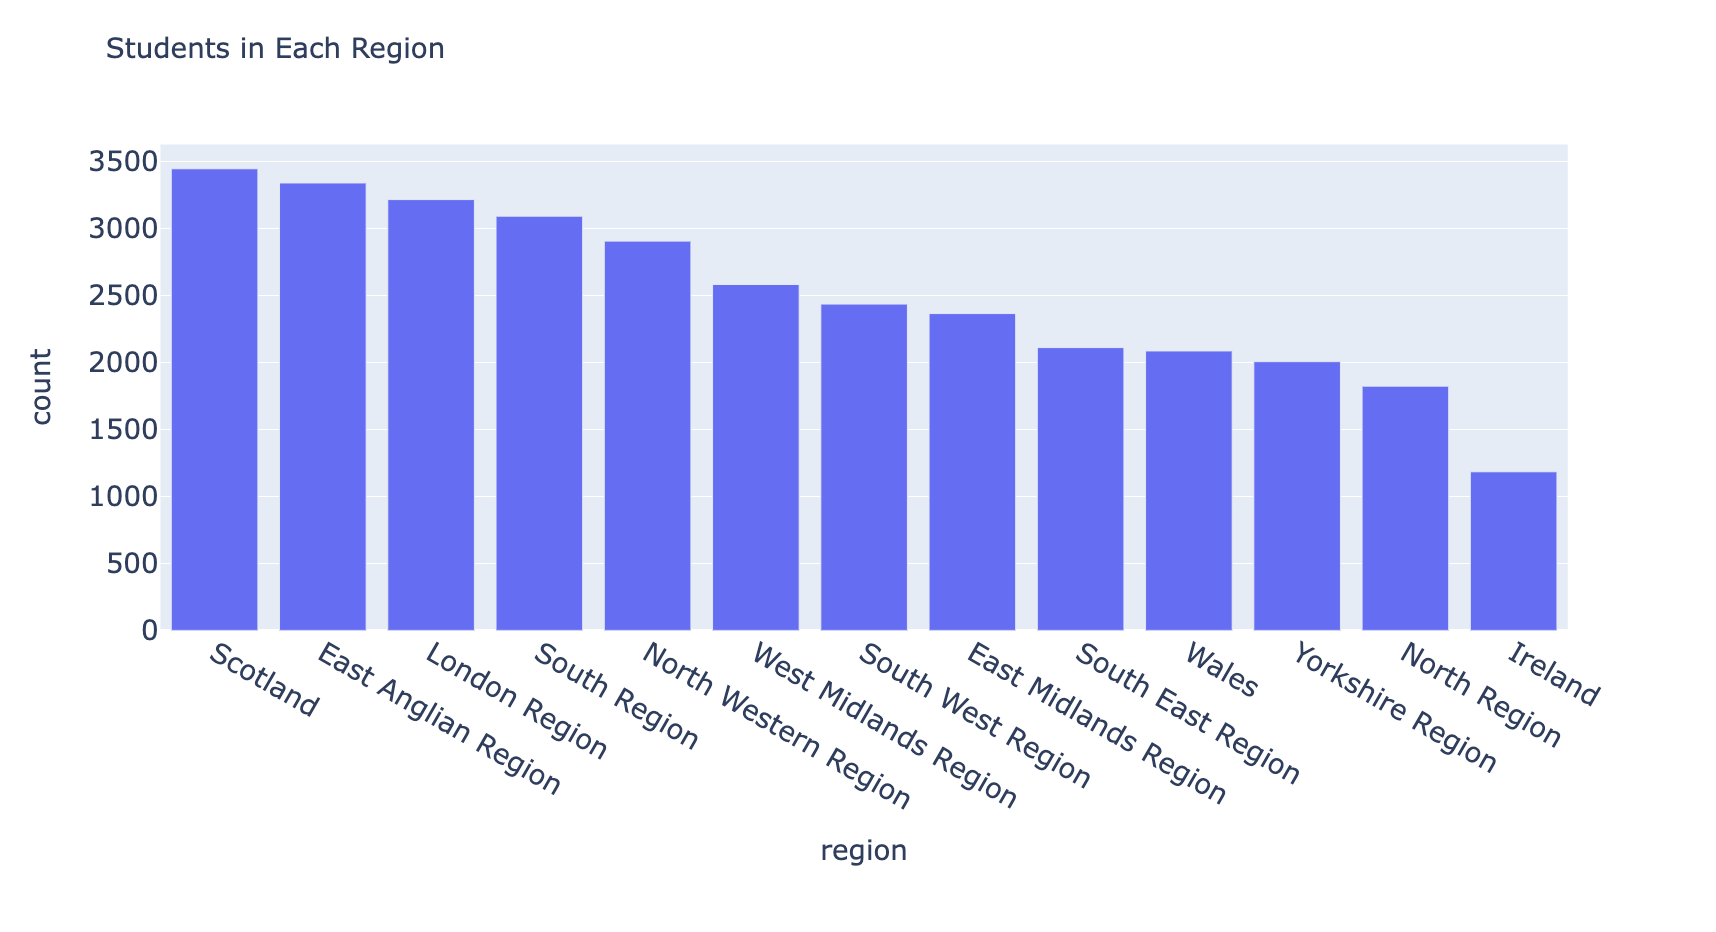 Students in Each Region
3500
3000
2500
2000
1500
1000
500
0
count
Scotland
East Anglian Region
London Region
South Region
North Western Region
West Midlands Region
South West Region
East Midlands Region
South East Region
Wales
Yorkshire Region
North Region
Ireland
region